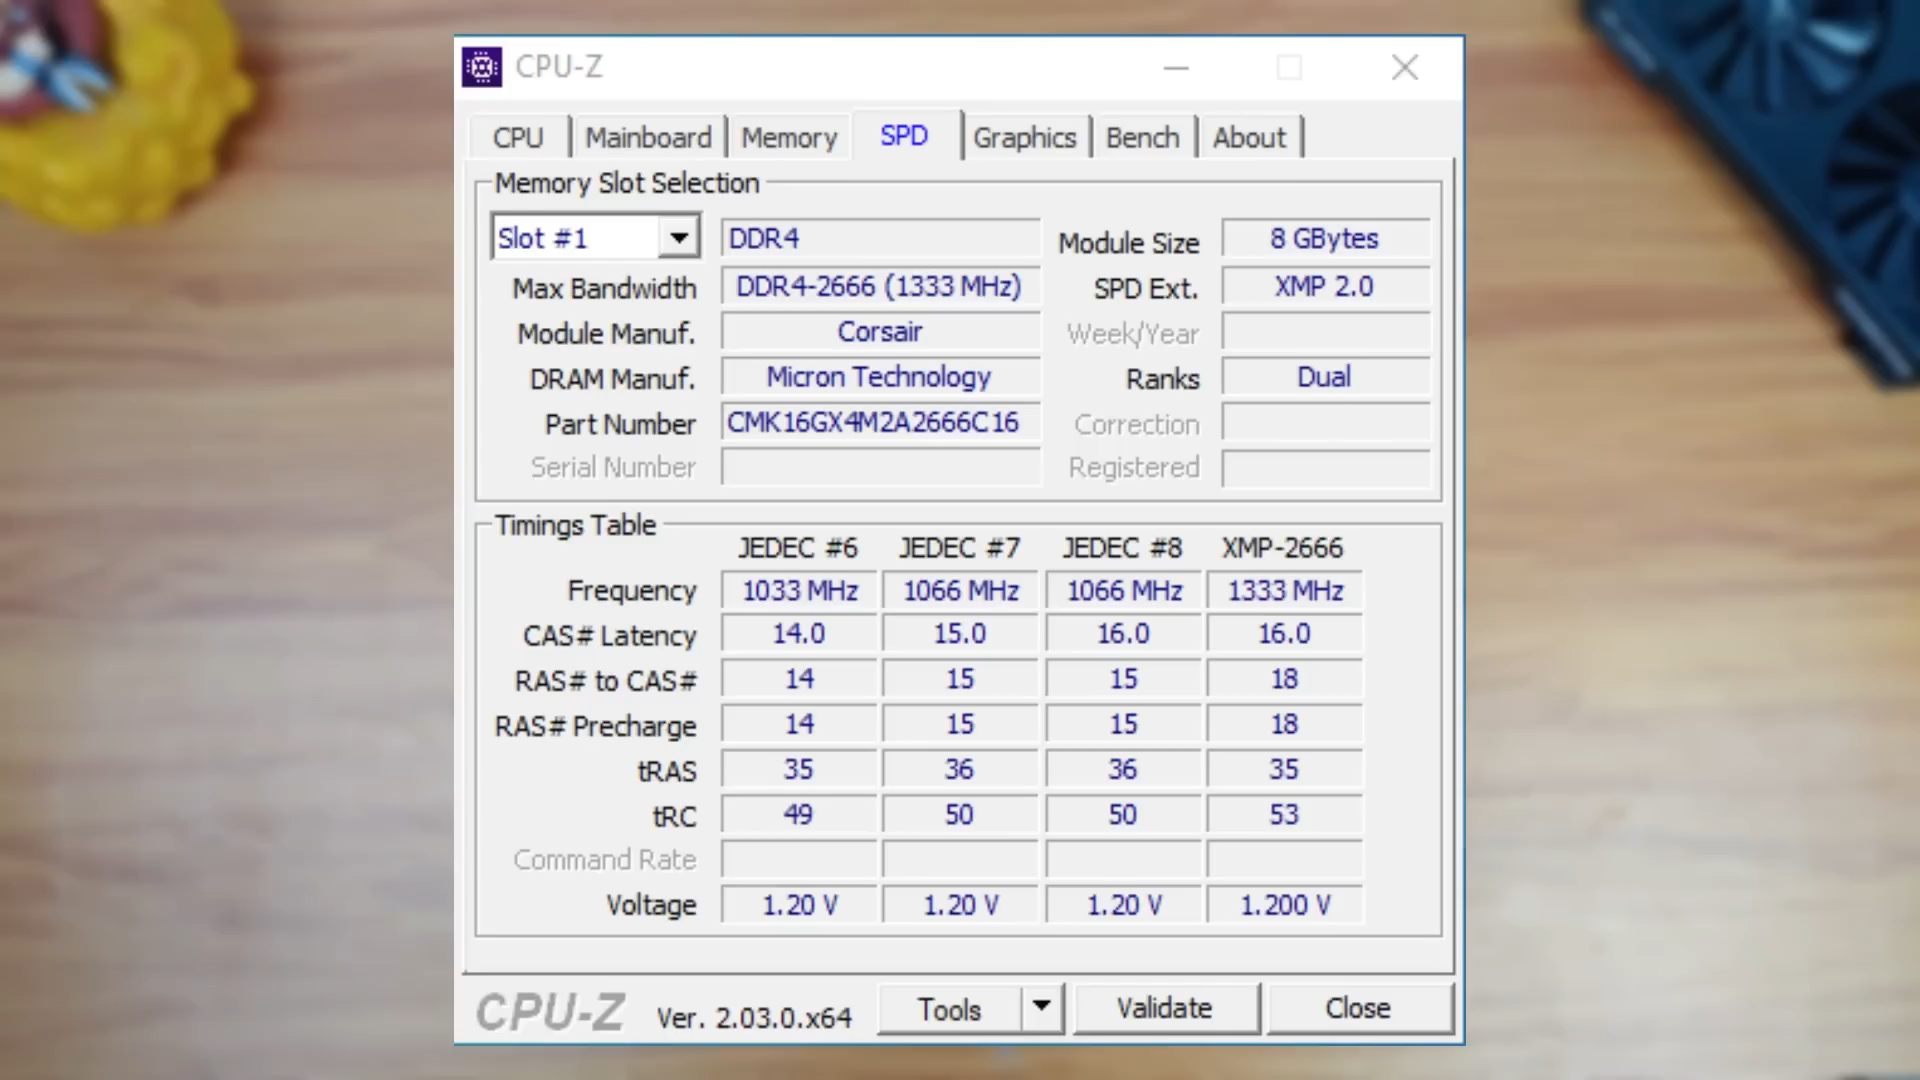 CPU-Z
CPU Mainboard Memory SPD Graphics Bench About
Memory Slot Selection
Slot #1 DDR4 Module Size 8 GBytes
Max Bandwidth DDR4-2666 (1333 MHz) SPD Ext. XMP 2.0
Module Manuf. Corsair Week/Year
DRAM Manuf. Micron Technology Ranks Dual
Part Number CMK16GX4M2A2666C16 Correction
Serial Number Registered
Timings Table
JEDEC #6 JEDEC #7 JEDEC #8 XMP-2666
Frequency 1033 MHz 1066 MHz 1066 MHz 1333 MHz
CAS# Latency 14.0 15.0 16.0 16.0
RAS# to CAS# 14 15 15 18
RAS# Precharge 14 15 15 18
tRAS 35 36 36 35
tRC 49 50 50 53
Command Rate
Voltage 1.20 V 1.20 V 1.20 V 1.200 V
CPU-Z Ver. 2.03.0.x64 Tools Validate Close